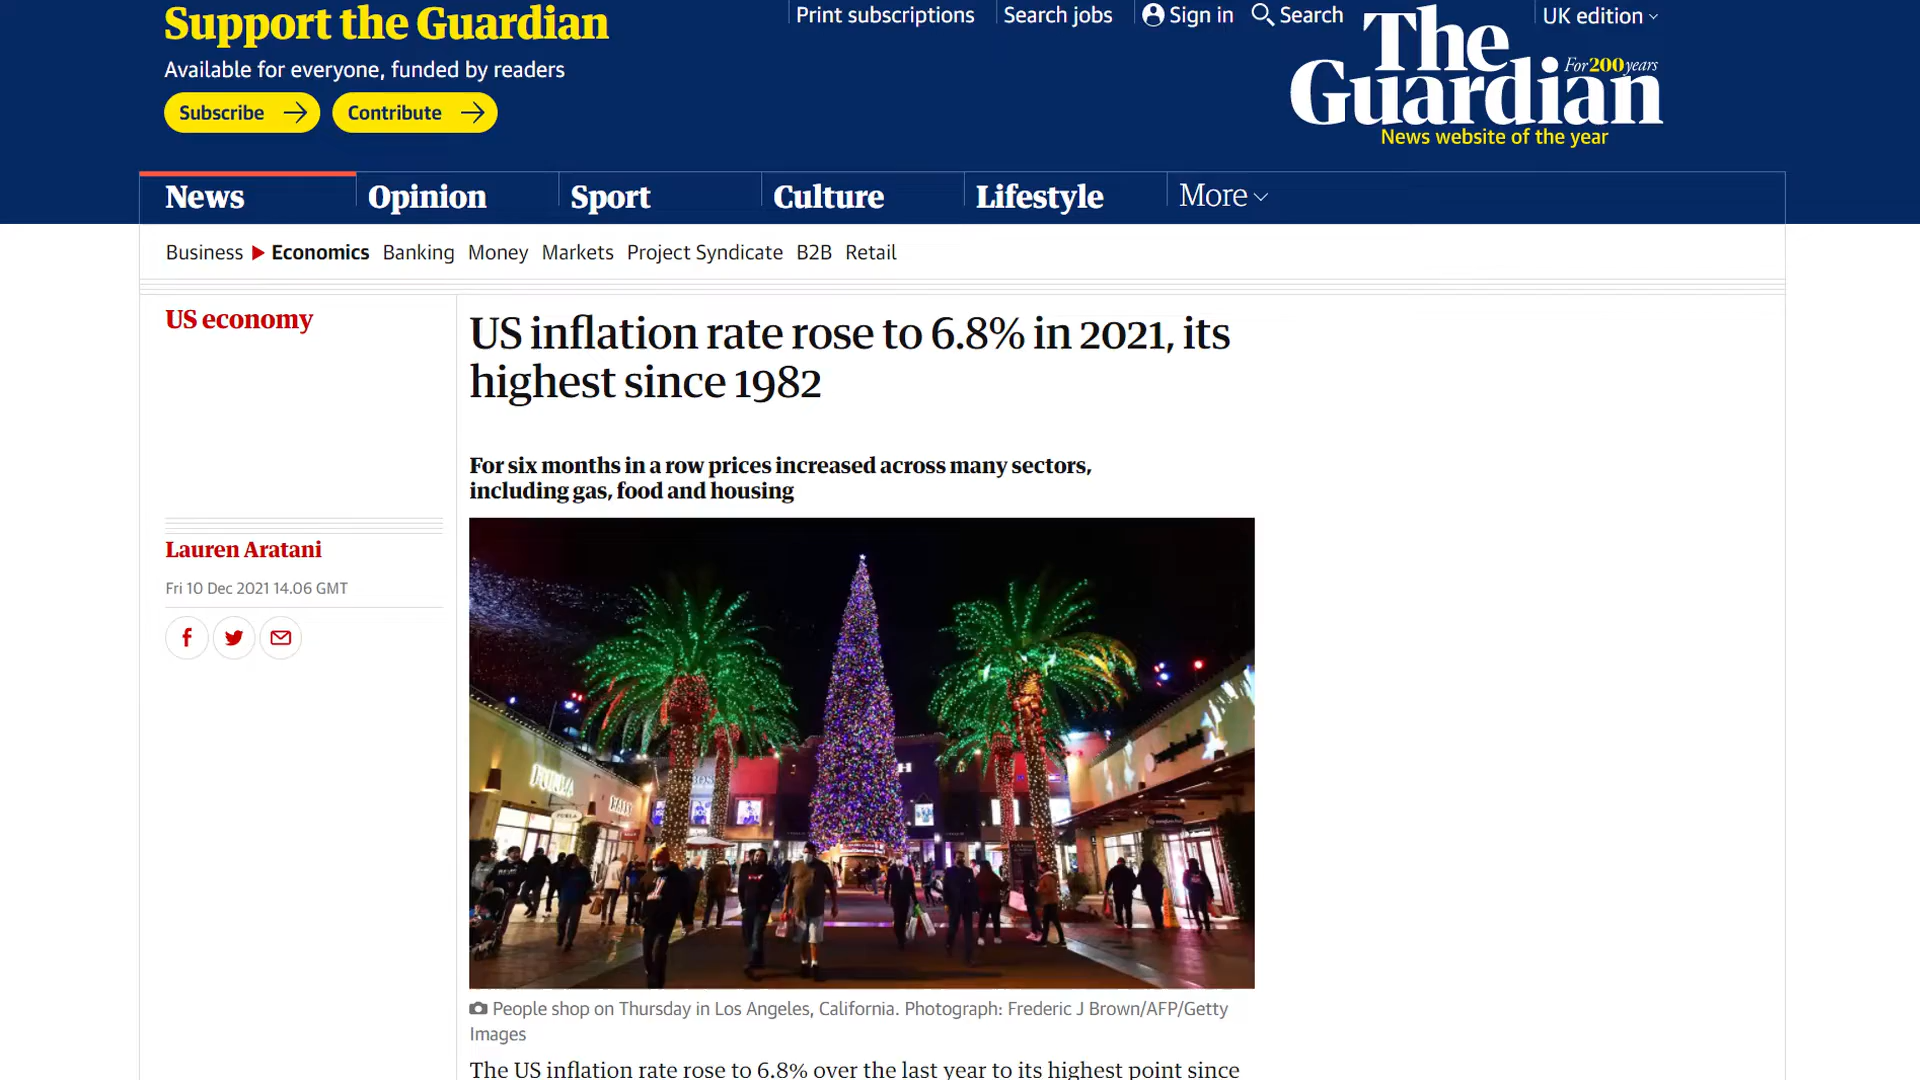 Support the Guardian
Available for everyone, funded by readers
Subscribe
Contribute
Print subscriptions
Search jobs
Sign in
Search
UK edition
The
Guardian
For 200 years
News website of the year
News
Opinion
Sport
Culture
Lifestyle
More
Business
Economics
Banking
Money
Markets
Project Syndicate
B2B
Retail
US economy
US inflation rate rose to 6.8% in 2021, its
highest since 1982
For six months in a row prices increased across many sectors,
including gas, food and housing
Lauren Aratani
Fri 10 Dec 2021 14.06 GMT
People shop on Thursday in Los Angeles, California. Photograph: Frederic J Brown/AFP/Getty
Images
The US inflation rate rose to 6.8% over the last year to its highest point since